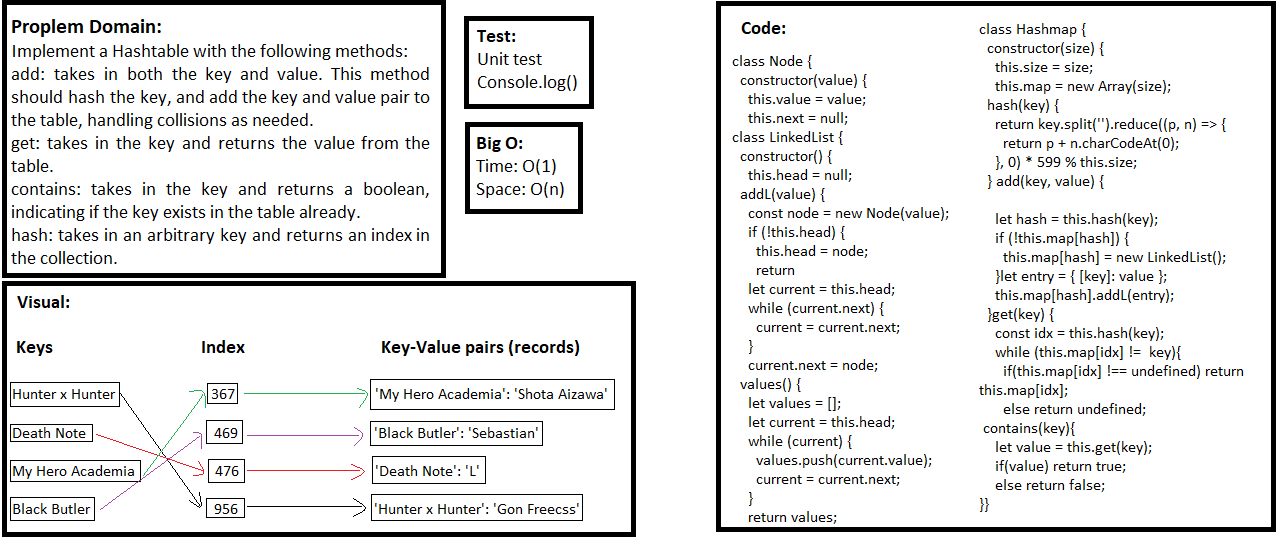 Proplem Domain:
Implement a Hashtable with the following methods:
add: takes in both the key and value. This method
should hash the key, and add the key and value pair to
the table, handling collisions as needed.
get: takes in the key and returns the value from the
table.
contains: takes in the key and returns a boolean,
indicating if the key exists in the table already.
hash: takes in an arbitrary key and returns an index in
the collection.
Test:
Unit test
Console.log()
Big O:
Time: O(1)
Space: O(n)
Visual:
Keys Index Key-Value pairs (records)
Hunter x Hunter 367 'My Hero Academia': 'Shota Aizawa'
Death Note 469 'Black Butler': 'Sebastian'
My Hero Academia 476 'Death Note': 'L'
Black Butler 956 'Hunter x Hunter': 'Gon Freecss'
Code:
class Node {
constructor(value) {
this.value = value;
this.next = null;
class LinkedList {
constructor() {
this.head = null;
addL(value) {
const node = new Node(value);
if (!this.head) {
this.head = node;
return
let current = this.head;
while (current.next) {
current = current.next;
}
current.next = node;
values() {
let values = [];
let current = this.head;
while (current) {
values.push(current.value);
current = current.next;
}
return values;
class Hashmap {
constructor(size) {
this.size = size;
this.map = new Array(size);
hash(key) {
return key.split('').reduce((p, n) => {
return p + n.charCodeAt(0);
}, 0) * 599 % this.size;
} add(key, value) {
let hash = this.hash(key);
if (!this.map[hash]) {
this.map[hash] = new LinkedList();
}let entry = { [key]: value };
this.map[hash].addL(entry);
}get(key) {
const idx = this.hash(key);
while (this.map[idx] != key){
if(this.map[idx] !== undefined) return
this.map[idx];
else return undefined;
contains(key){
let value = this.get(key);
if(value) return true;
else return false;
}}